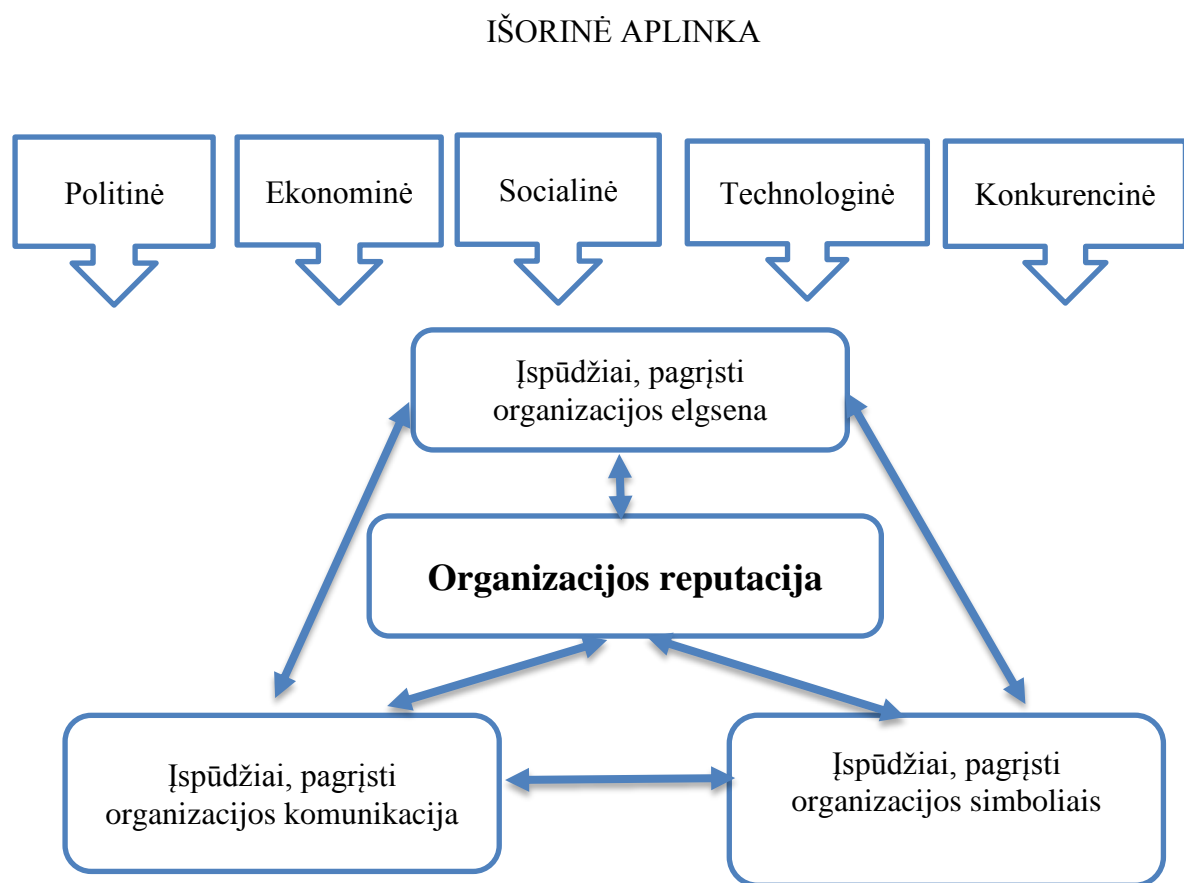 IŠORINĖ APLINKA
Politinė
Ekonominė
Socialinė
Technologinė
Konkurencinė
Įspūdžiai, pagrįsti
organizacijos elgsena
Organizacijos reputacija
Įspūdžiai, pagrįsti
organizacijos komunikacija
Įspūdžiai, pagrįsti
organizacijos simboliais